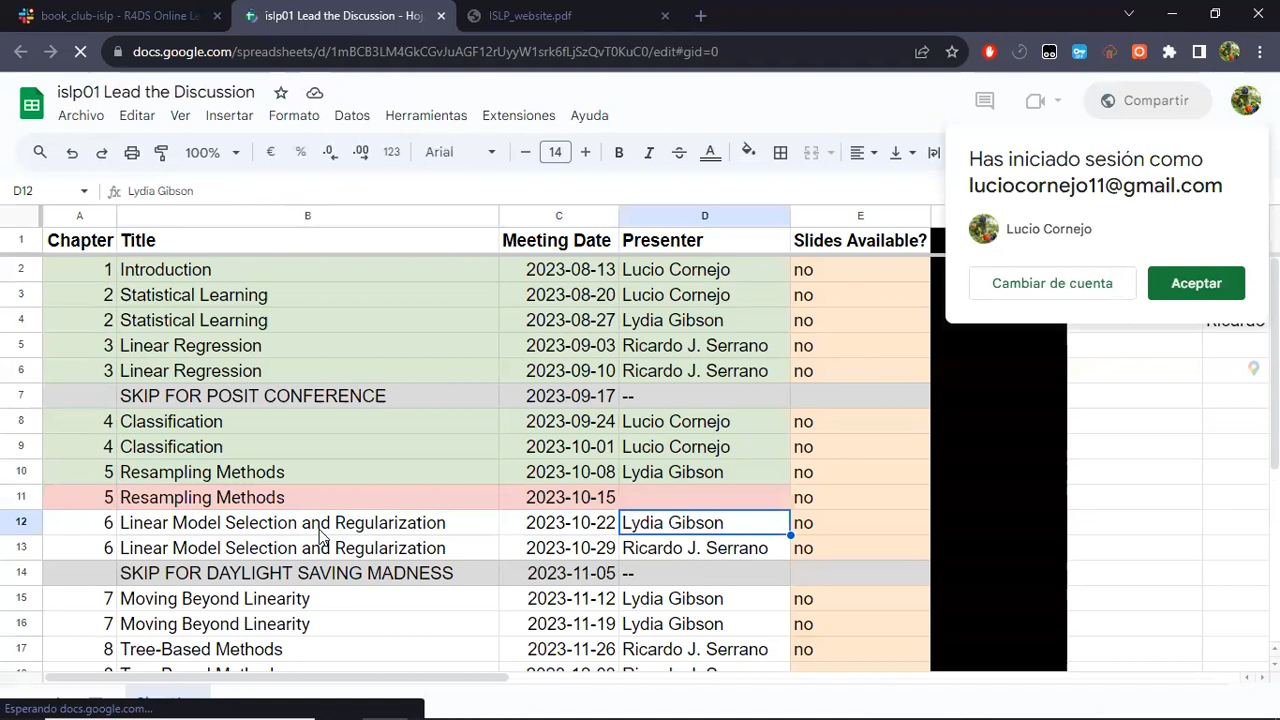 book_club-islp - R4DS Online Le
islp01 Lead the Discussion - Hoj
ISLP_website.pdf
docs.google.com/spreadsheets/d/1mBCB3LM4GkCGvJuAGF12rUyyW1srk6fLjSzQvT0KuC0/edit#gid=0
islp01 Lead the Discussion
Compartir
Archivo Editar Ver Insertar Formato Datos Herramientas Extensiones Ayuda
100% € % .0 .00 123 Arial 14 B I A
Has iniciado sesión como
luciocornejo11@gmail.com
Lucio Cornejo
Cambiar de cuenta Aceptar
D12 fx Lydia Gibson
A B C D E
1 Chapter Title Meeting Date Presenter Slides Available?
2 1 Introduction 2023-08-13 Lucio Cornejo no
3 2 Statistical Learning 2023-08-20 Lucio Cornejo no
4 2 Statistical Learning 2023-08-27 Lydia Gibson no
5 3 Linear Regression 2023-09-03 Ricardo J. Serrano no
6 3 Linear Regression 2023-09-10 Ricardo J. Serrano no
7 SKIP FOR POSIT CONFERENCE 2023-09-17 --
8 4 Classification 2023-09-24 Lucio Cornejo no
9 4 Classification 2023-10-01 Lucio Cornejo no
10 5 Resampling Methods 2023-10-08 Lydia Gibson no
11 5 Resampling Methods 2023-10-15 no
12 6 Linear Model Selection and Regularization 2023-10-22 Lydia Gibson no
13 6 Linear Model Selection and Regularization 2023-10-29 Ricardo J. Serrano no
14 SKIP FOR DAYLIGHT SAVING MADNESS 2023-11-05 --
15 7 Moving Beyond Linearity 2023-11-12 Lydia Gibson no
16 7 Moving Beyond Linearity 2023-11-19 Lydia Gibson no
17 8 Tree-Based Methods 2023-11-26 Ricardo J. Serrano no
Esperando docs.google.com...